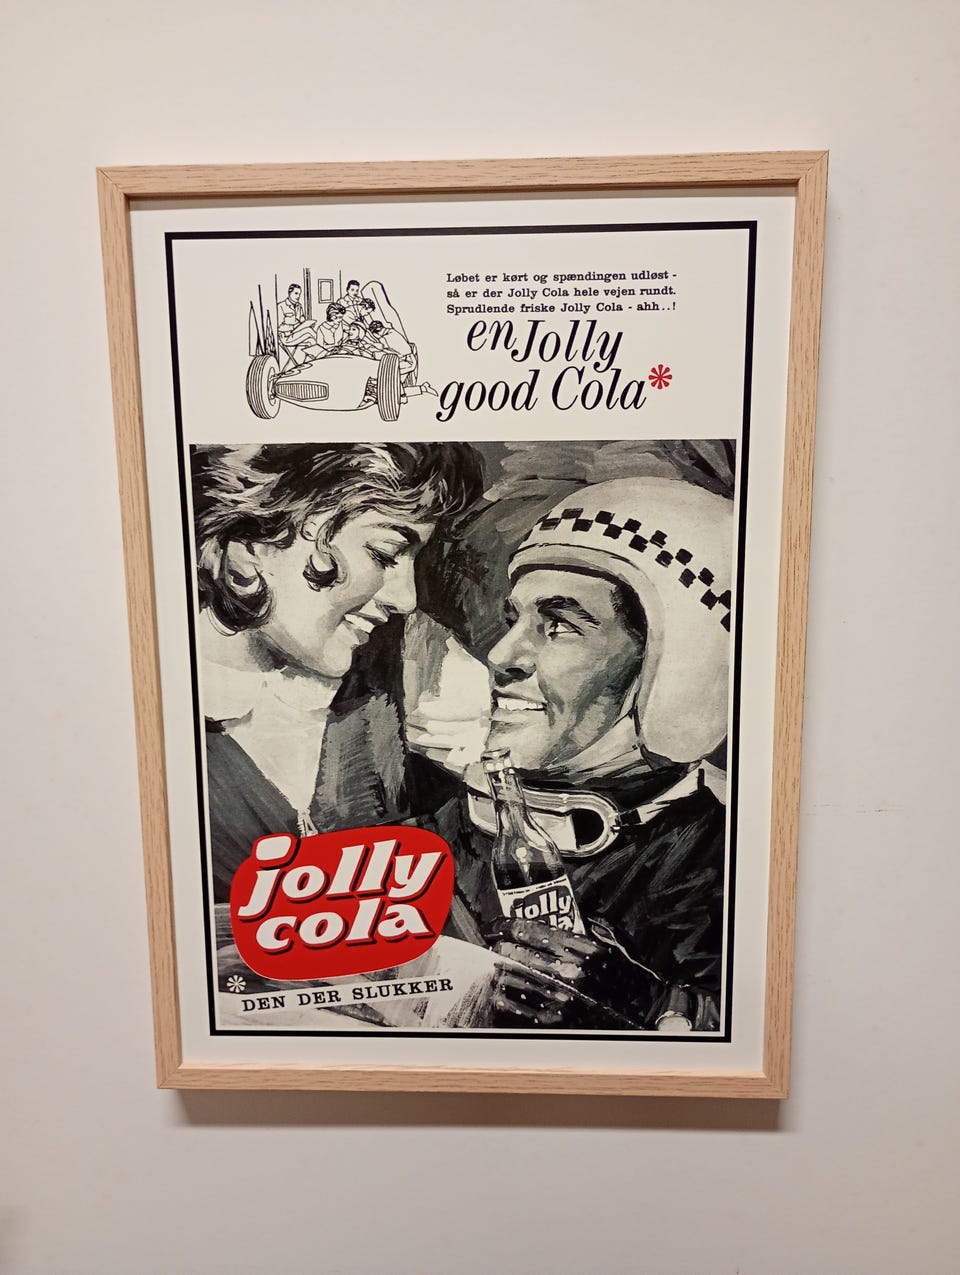 Løbet er kørt og spændingen udløst -
så er der Jolly Cola hele vejen rundt.
Sprudlende friske Jolly Cola - ahh..!
en Jolly
good Cola*
jolly
cola
jolly
* DEN DER SLUKKER